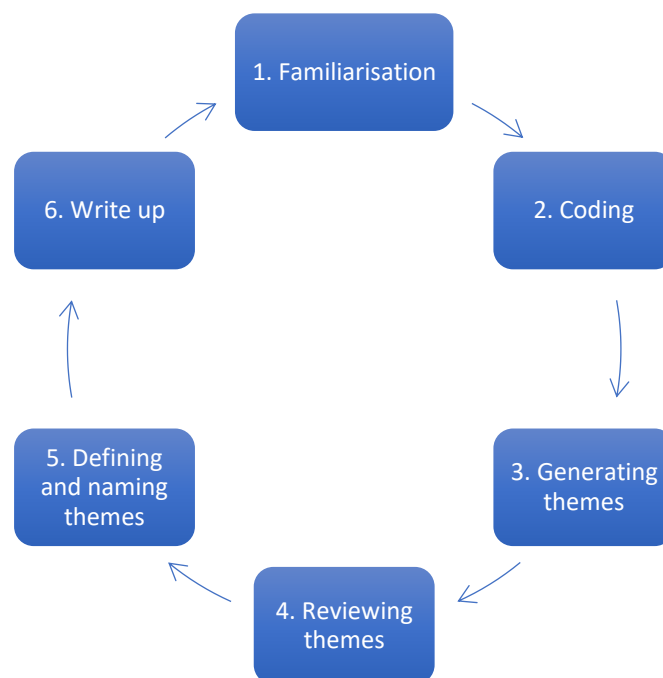 1. Familiarisation
2. Coding
3. Generating
themes
4. Reviewing
themes
5. Defining
and naming
themes
6. Write up